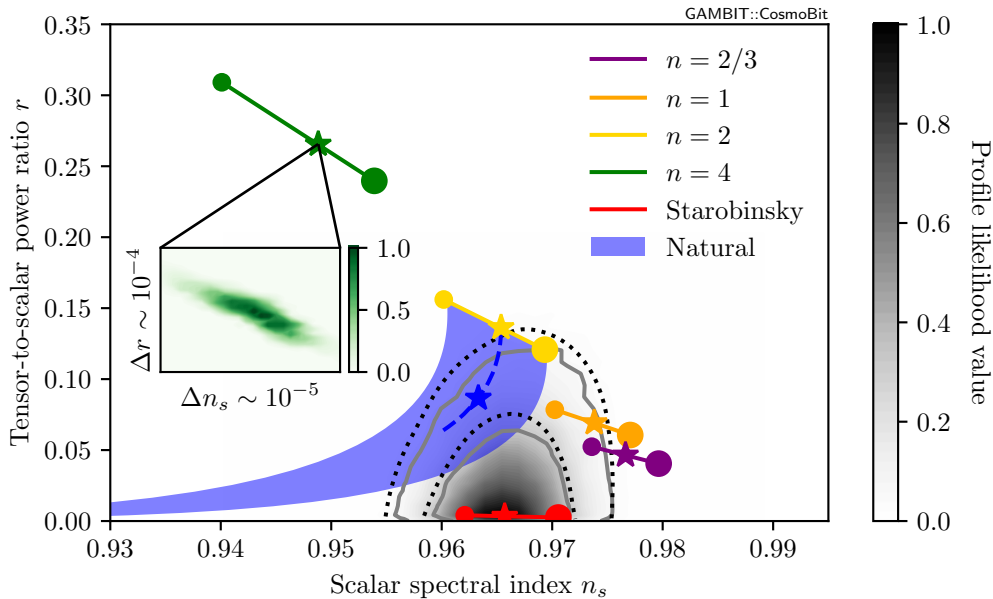 GAMBIT::CosmoBit
0.35
0.30
0.25
0.20
0.15
0.10
0.05
0.00
Tensor-to-scalar power ratio r
0.93
0.94
0.95
0.96
0.97
0.98
0.99
Scalar spectral index n_s
n = 2/3
n = 1
n = 2
n = 4
Starobinsky
Natural
Δr ∼ 10⁻⁴
Δn_s ∼ 10⁻⁵
1.0
0.5
0.0
1.0
0.8
0.6
0.4
0.2
0.0
Profile likelihood value